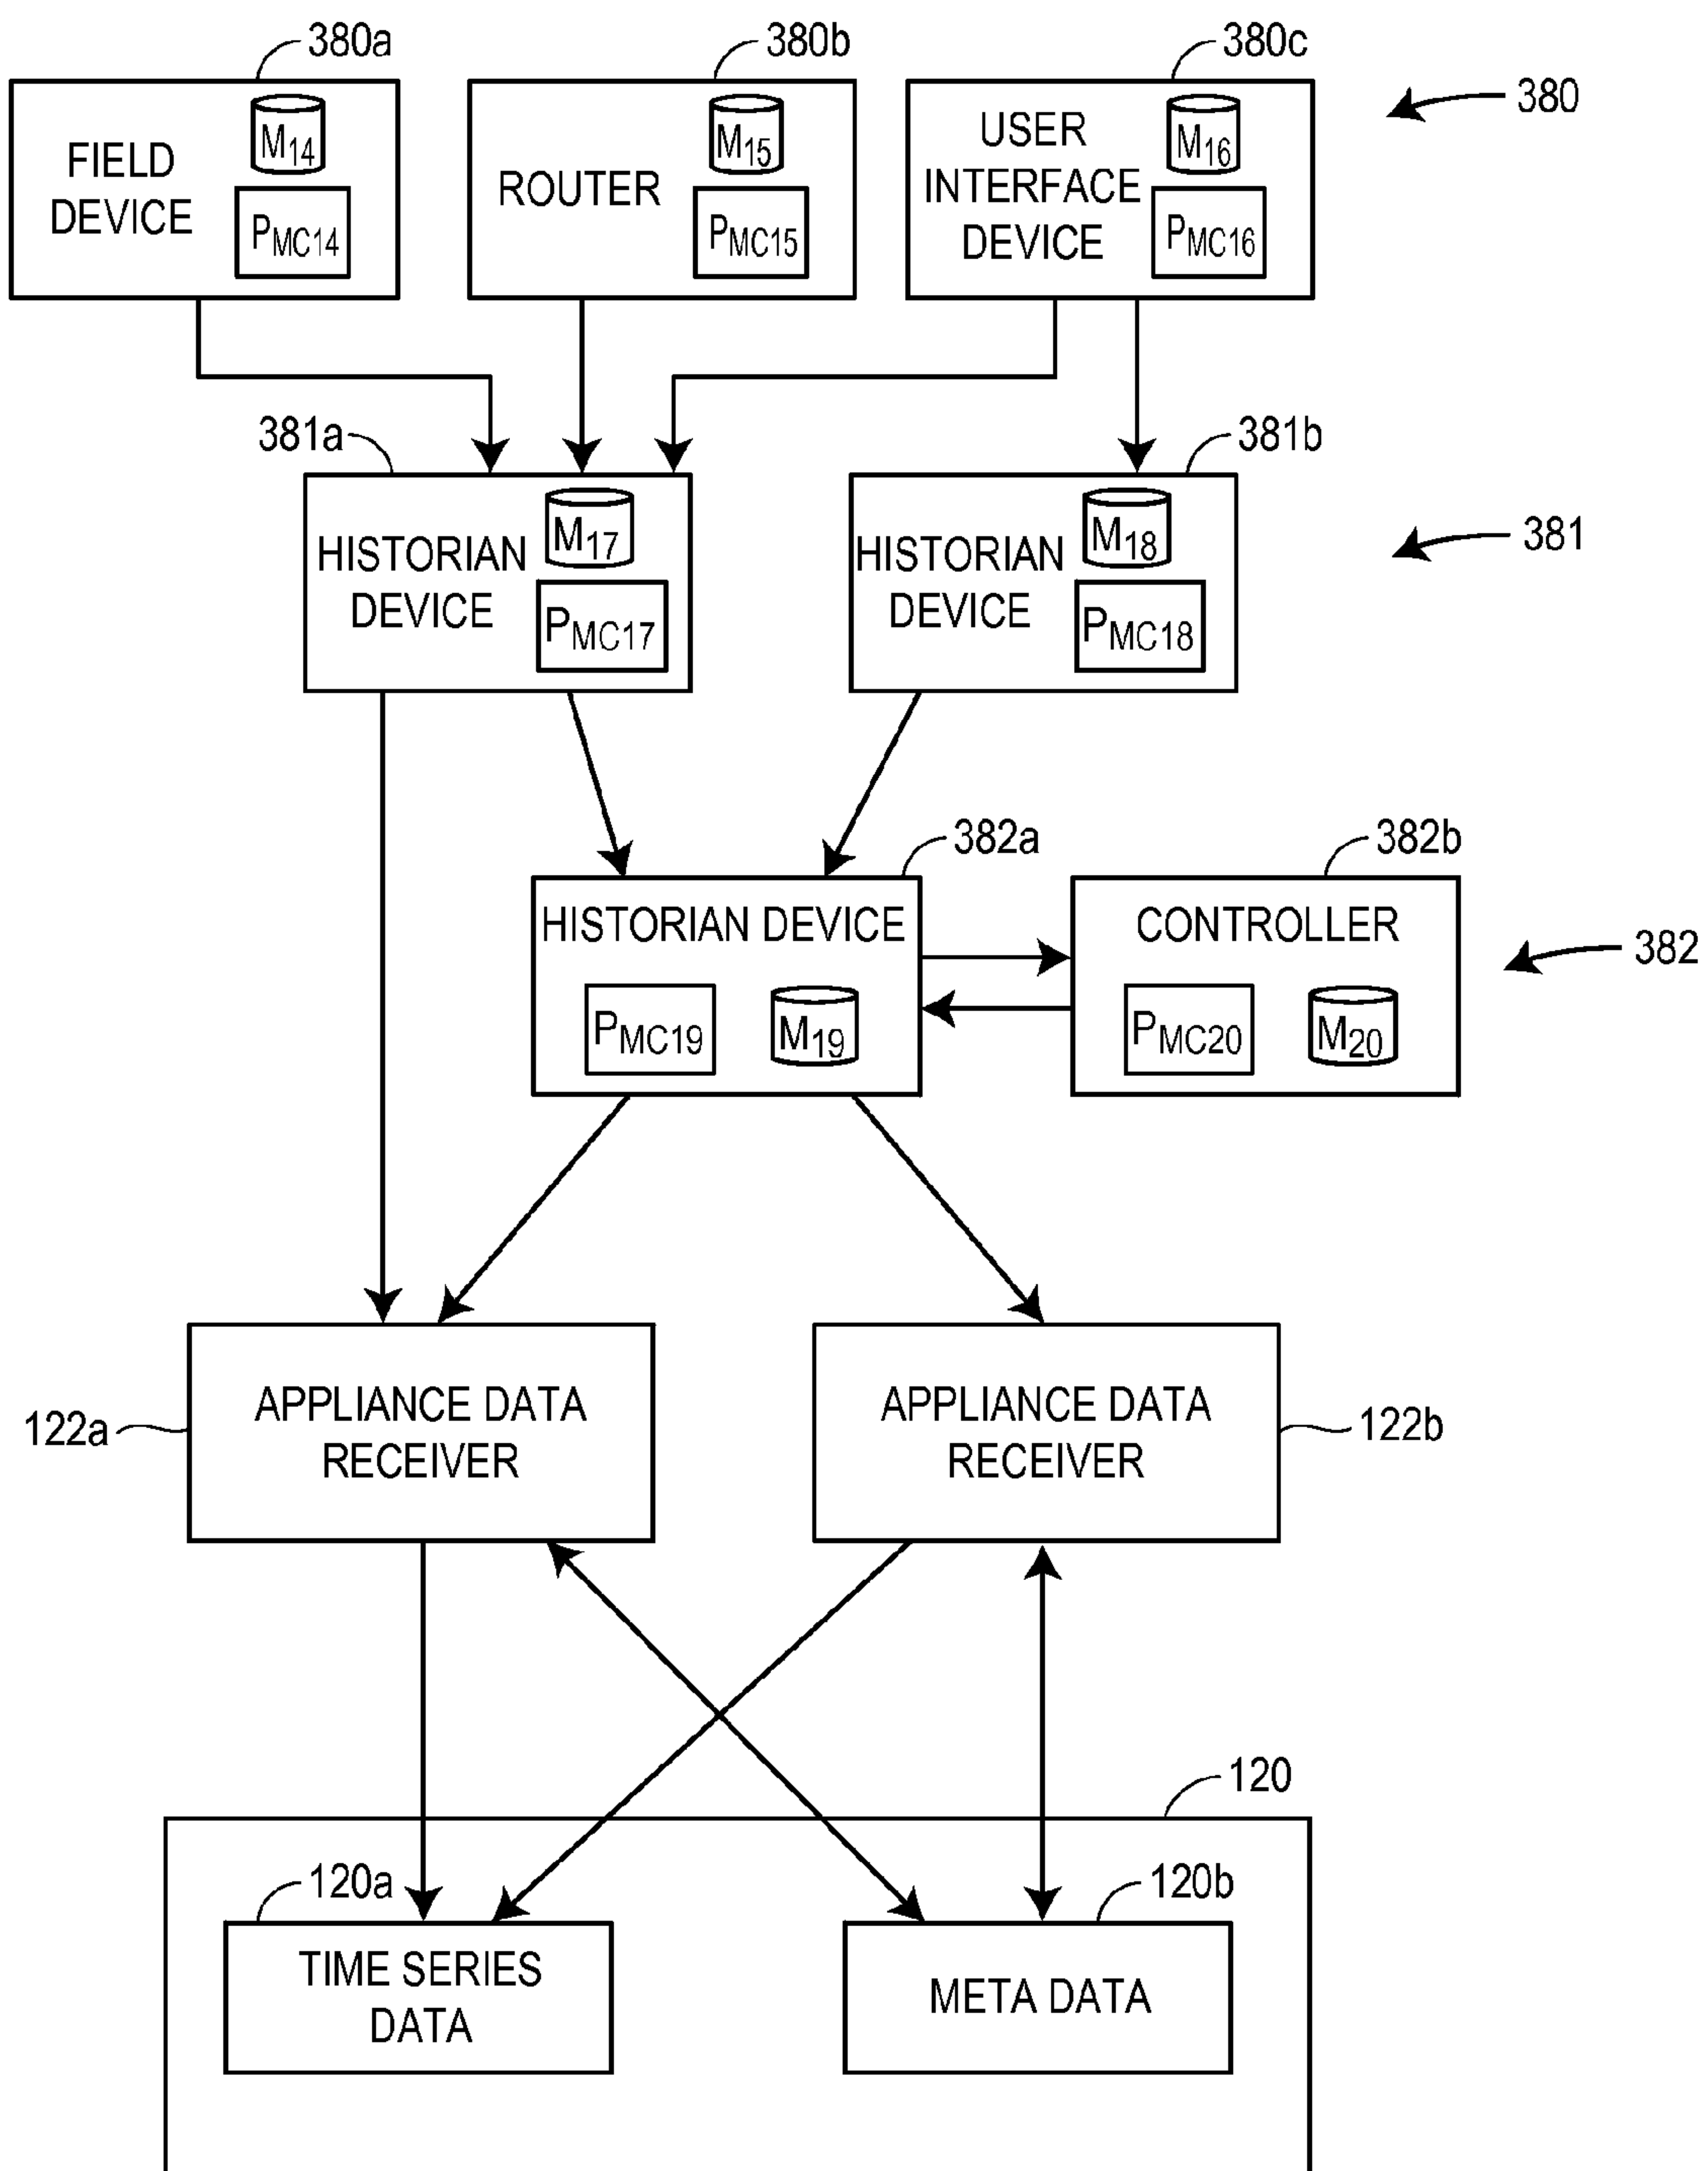 380a
380b
380c
380
FIELD
DEVICE
M14
PMC14
ROUTER
M15
PMC15
USER
INTERFACE
DEVICE
M16
PMC16
381a
381b
381
HISTORIAN
DEVICE
M17
PMC17
HISTORIAN
DEVICE
M18
PMC18
382a
382b
382
HISTORIAN DEVICE
PMC19
M19
CONTROLLER
PMC20
M20
122a
APPLIANCE DATA
RECEIVER
APPLIANCE DATA
RECEIVER
122b
120
120a
120b
TIME SERIES
DATA
META DATA